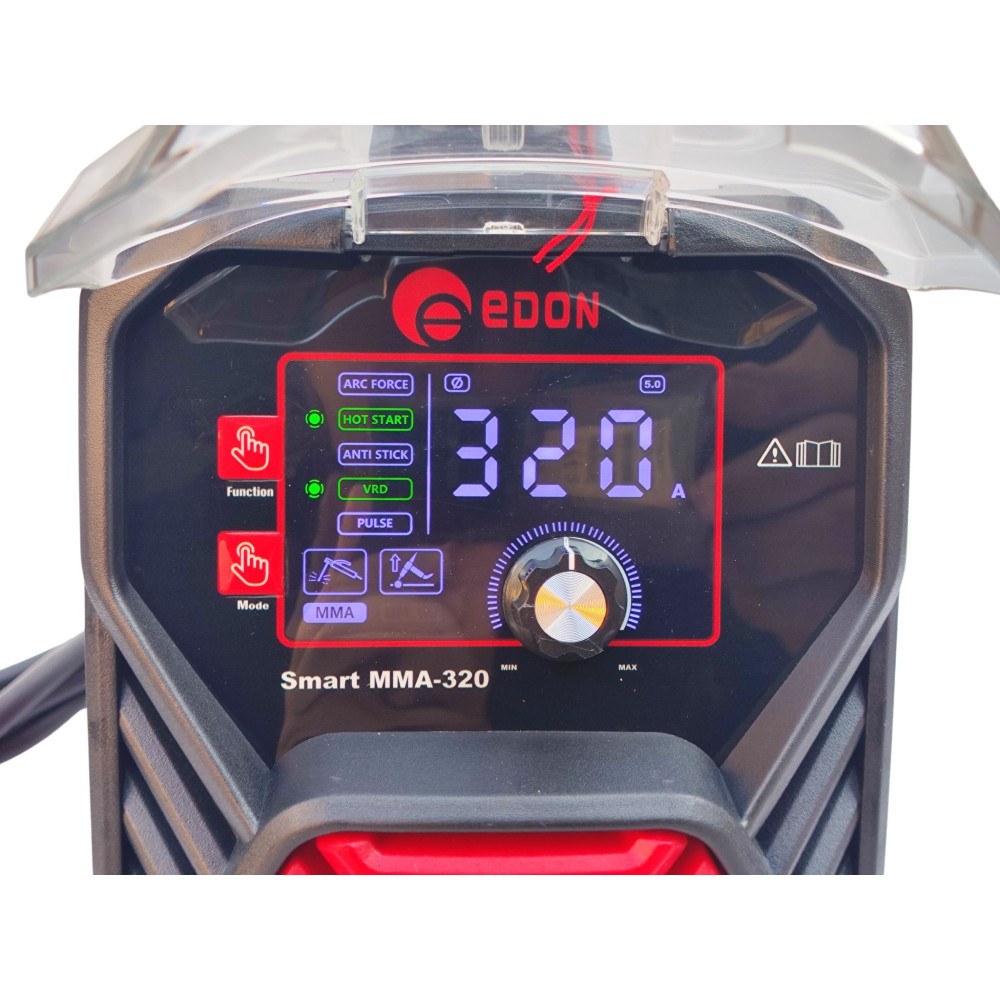 eDON
ARC FORCE
Ø
5.0
HOT START
320
A
ANTI STICK
VRD
PULSE
Function
Mode
MMA
MIN
MAX
Smart MMA-320